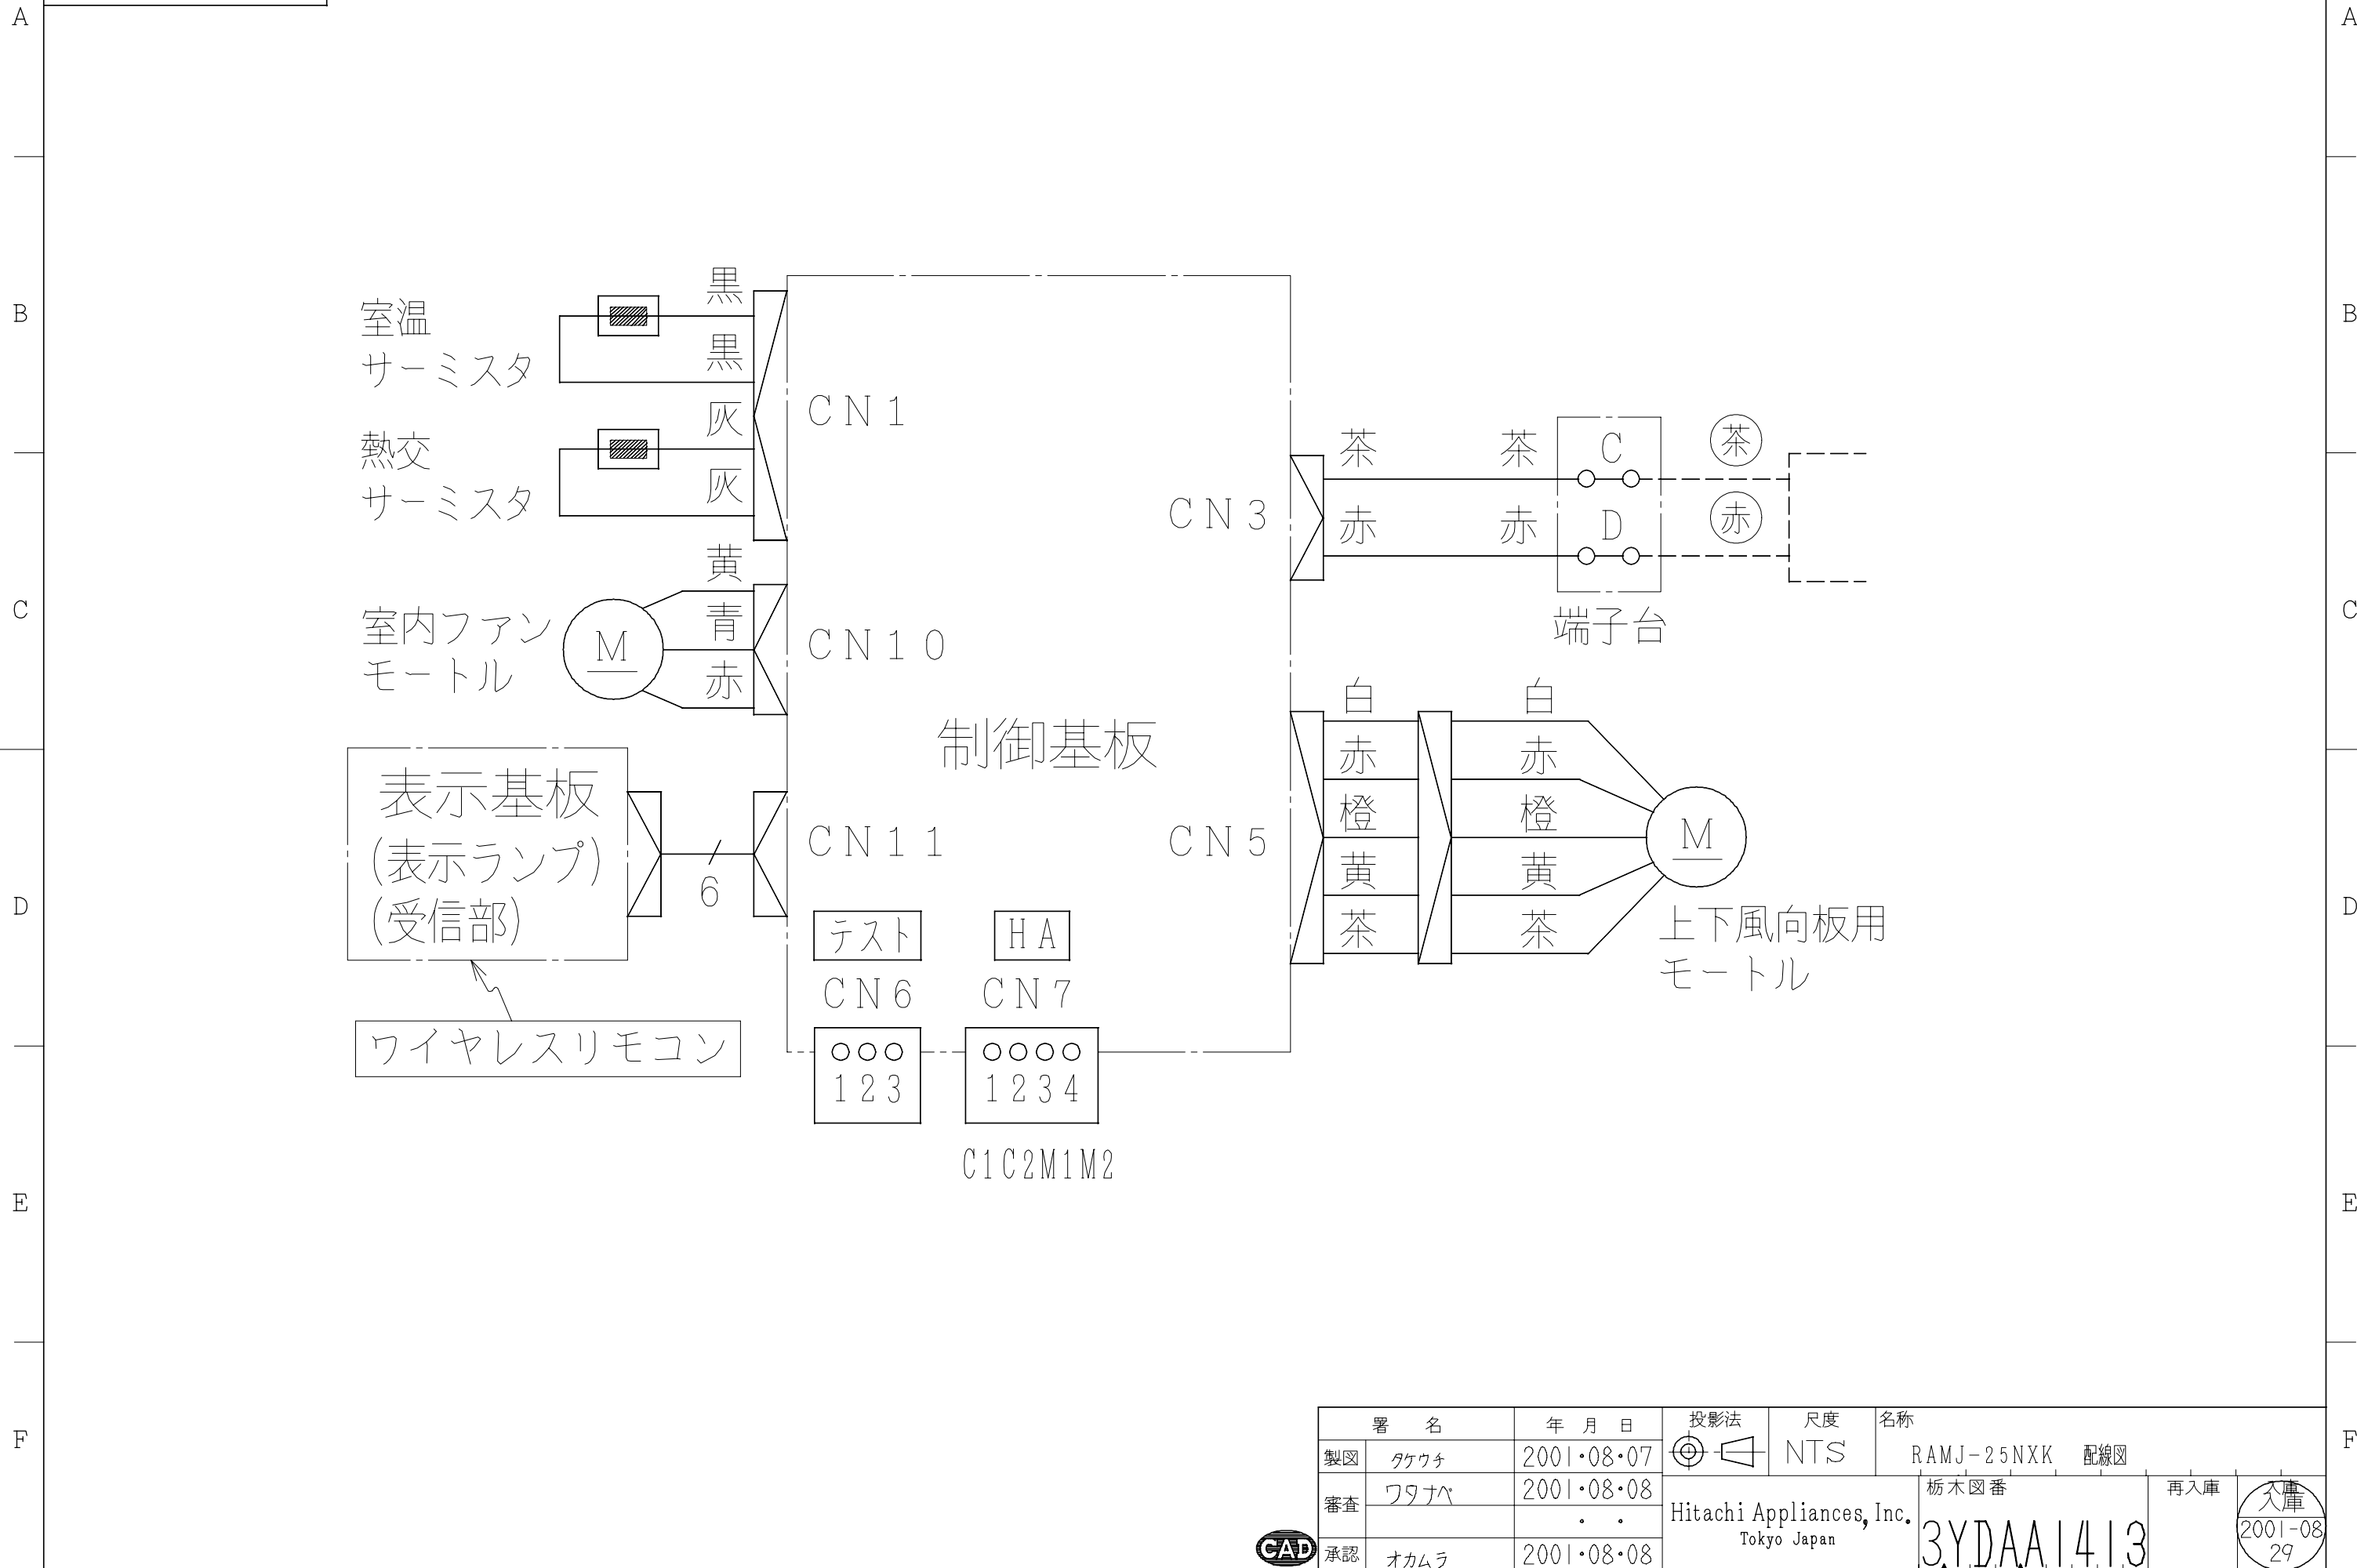 A
A
B
B
C
C
D
D
E
E
F
F
室温
サーミスタ
黒
黒
熱交
サーミスタ
灰
灰
CN1
室内ファン
モートル
M
黄
青
赤
CN10
制御基板
表示基板
(表示ランプ)
(受信部)
6
CN11
ワイヤレスリモコン
テスト
CN6
123
HA
CN7
1234
C1C2M1M2
CN3
茶
茶
C
茶
赤
赤
D
赤
端子台
CN5
白
白
赤
赤
橙
橙
黄
黄
茶
茶
M
上下風向板用
モートル
署 名
年 月 日
投影法
尺度
NTS
名称
RAMJ-25NXK 配線図
製図
タケウチ
2001・08・07
審査
ワタナベ
2001・08・08
・ ・
承認
オカムラ
2001・08・08
Hitachi Appliances, Inc.
Tokyo Japan
栃木図番
3YDAA1413
再入庫
入庫
入庫
2001-08
29
CAD